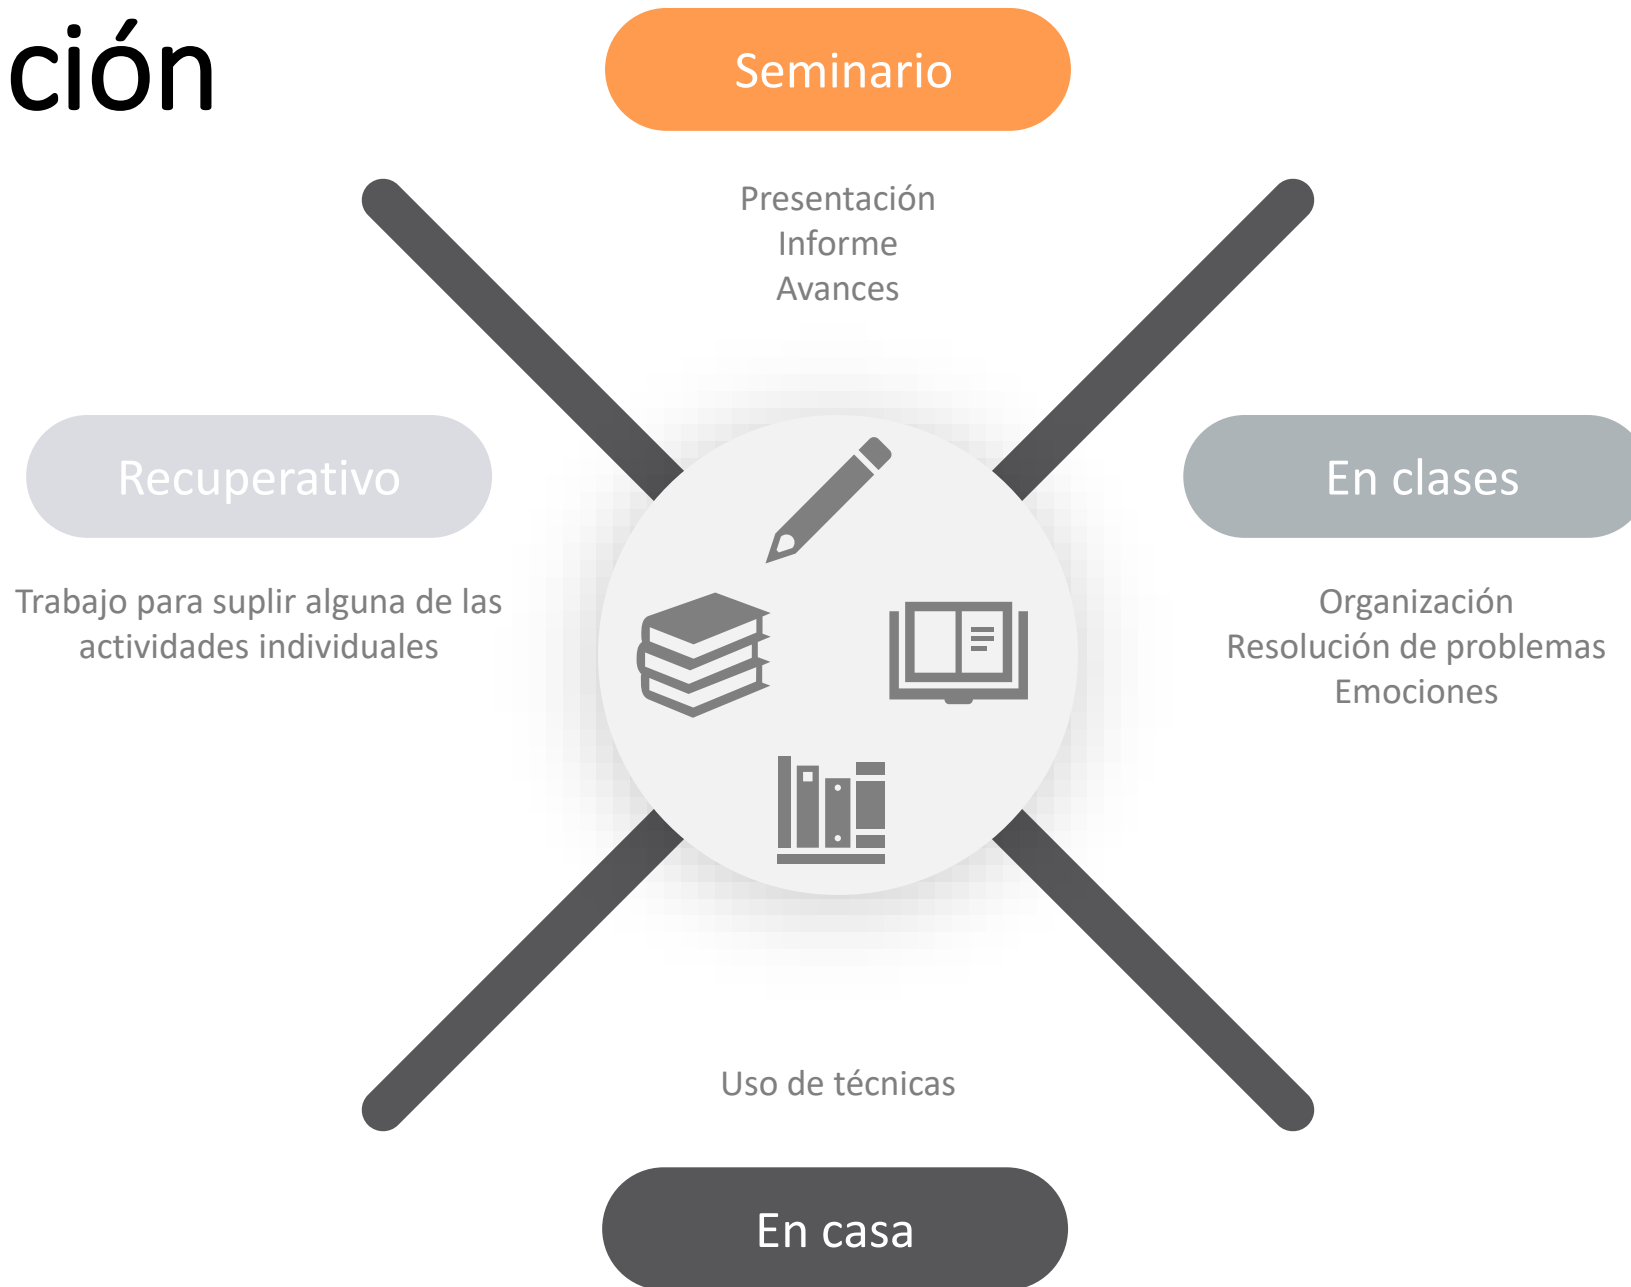 ción
Seminario
Presentación
Informe
Avances
Recuperativo
Trabajo para suplir alguna de las
actividades individuales
En clases
Organización
Resolución de problemas
Emociones
Uso de técnicas
En casa